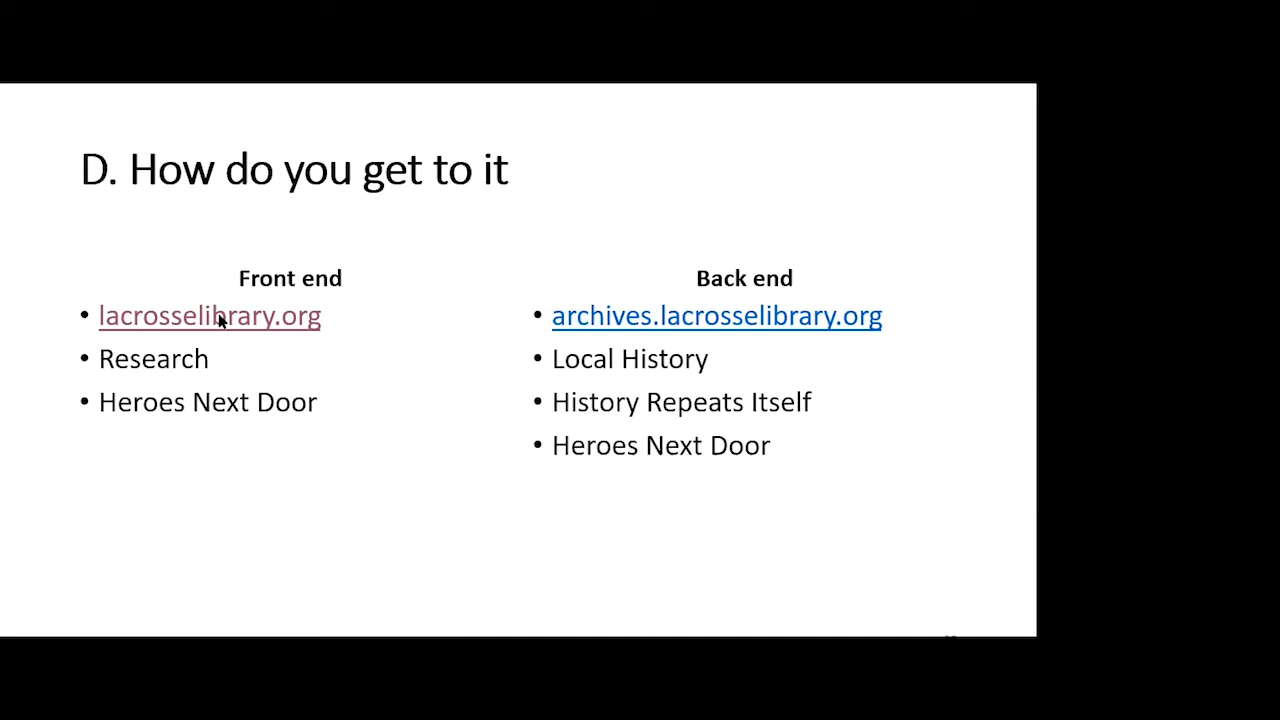 D. How do you get to it
Front end
• lacrosselibrary.org
• Research
• Heroes Next Door
Back end
• archives.lacrosselibrary.org
• Local History
• History Repeats Itself
• Heroes Next Door